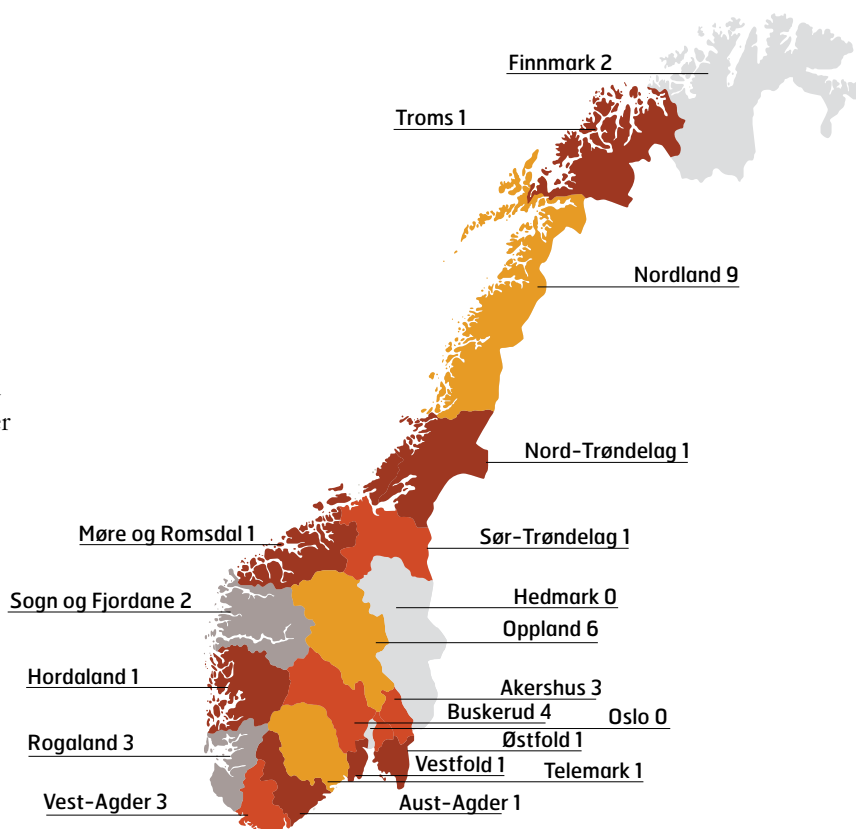 Finnmark 2
Troms 1
Nordland 9
er
Nord-Trøndelag 1
Møre og Romsdal 1
Sør-Trøndelag 1
Sogn og Fjordane 2
Hedmark 0
Oppland 6
Hordaland 1
Akershus 3
Buskerud 4
Oslo 0
Rogaland 3
Østfold 1
Vestfold 1
Telemark 1
Vest-Agder 3
Aust-Agder 1